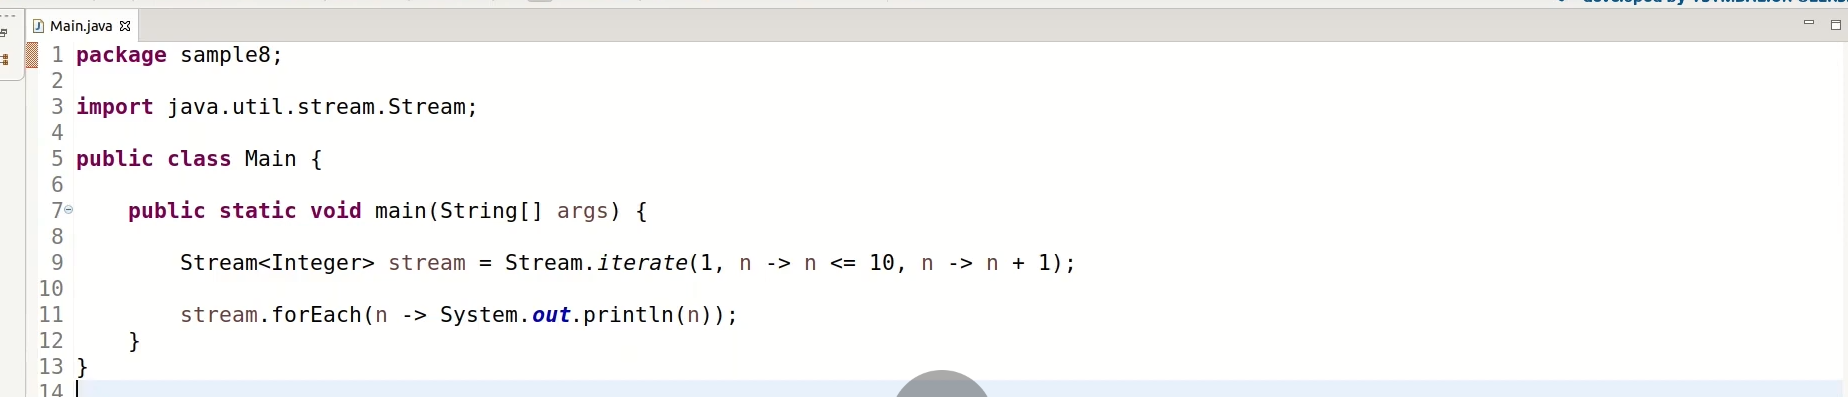 Main.java
1 package sample8;
2
3 import java.util.stream.Stream;
4
5 public class Main {
6
7 public static void main(String[] args) {
8
9 Stream<Integer> stream = Stream.iterate(1, n -> n <= 10, n -> n + 1);
10
11 stream.forEach(n -> System.out.println(n));
12 }
13 }
14